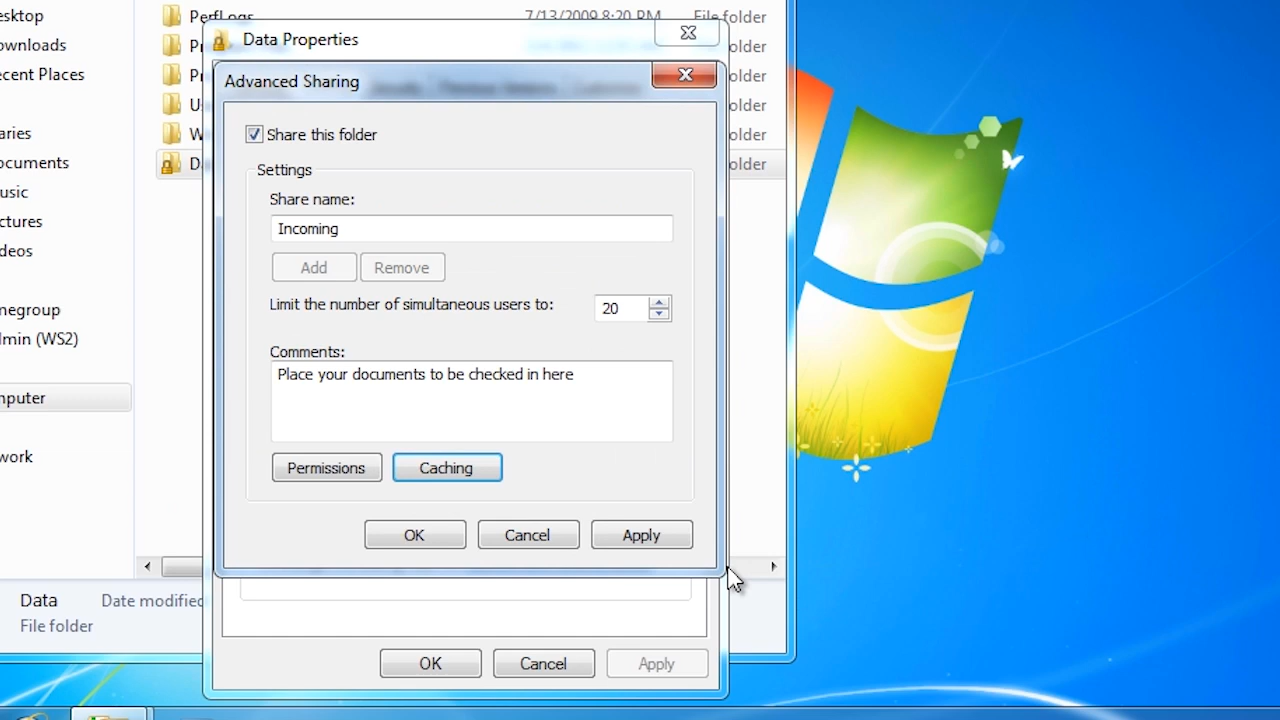 esktop
ownloads
ecent Places
aries
ocuments
usic
ctures
deos
negroup
lmin (WS2)
nputer
work
PerfLogs 7/13/2009 8:20 PM File folder
older
older
older
older
older
Data Properties
Advanced Sharing
Share this folder
Settings
Share name:
Incoming
Add Remove
Limit the number of simultaneous users to: 20
Comments:
Place your documents to be checked in here
Permissions Caching
OK Cancel Apply
Data Date modified
File folder
OK Cancel Apply